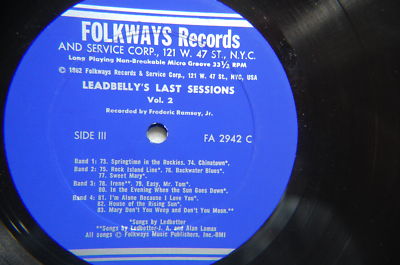 FOLKWAYS Records
AND SERVICE CORP., 121 W. 47 ST., N.Y.C.
Long Playing Non-Breakable Micro Groove 33⅓ RPM
© 1962 Folkways Records & Service Corp., 121 W. 47 St., NYC, USA
LEADBELLY'S LAST SESSIONS
Vol. 2
Recorded by Frederic Ramsey, Jr.
SIDE III FA 2942 C
Band 1: 73. Springtime in the Rockies. 74. Chinatown*.
Band 2: 75. Rock Island Line*. 76. Backwater Blues*.
77. Sweet Mary*.
Band 3: 78. Irene**. 79. Easy, Mr. Tom*.
80. In the Evening When the Sun Goes Down*.
Band 4: 81. I'm Alone Because I Love You*.
82. House of the Rising Sun*.
83. Mary Don't You Weep and Don't You Moan.**
*Songs by Ledbetter
**Songs by Ledbetter-J. A. and Alan Lomax
All songs © Folkways Music Publishers, Inc.-BMI